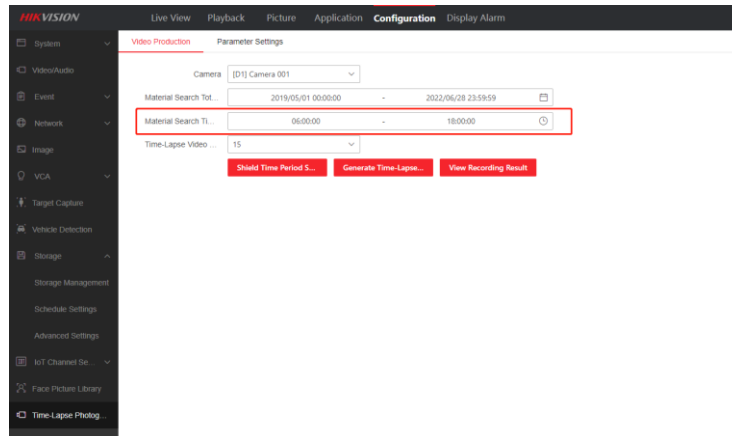 HIKVISION Live View Playback Picture Application Configuration Display Alarm
System
Video Production Parameter Settings
Video/Audio
Camera [D1] Camera 001
Event
Material Search Tot... 2019/05/01 00:00:00 - 2022/06/28 23:59:59
Network
Material Search Ti... 06:00:00 - 18:00:00
Image
Time-Lapse Video ... 15
VCA
Shield Time Period S... Generate Time-Lapse... View Recording Result
Target Capture
Vehicle Detection
Storage
Storage Management
Schedule Settings
Advanced Settings
IoT Channel Se...
Face Picture Library
Time-Lapse Photog...